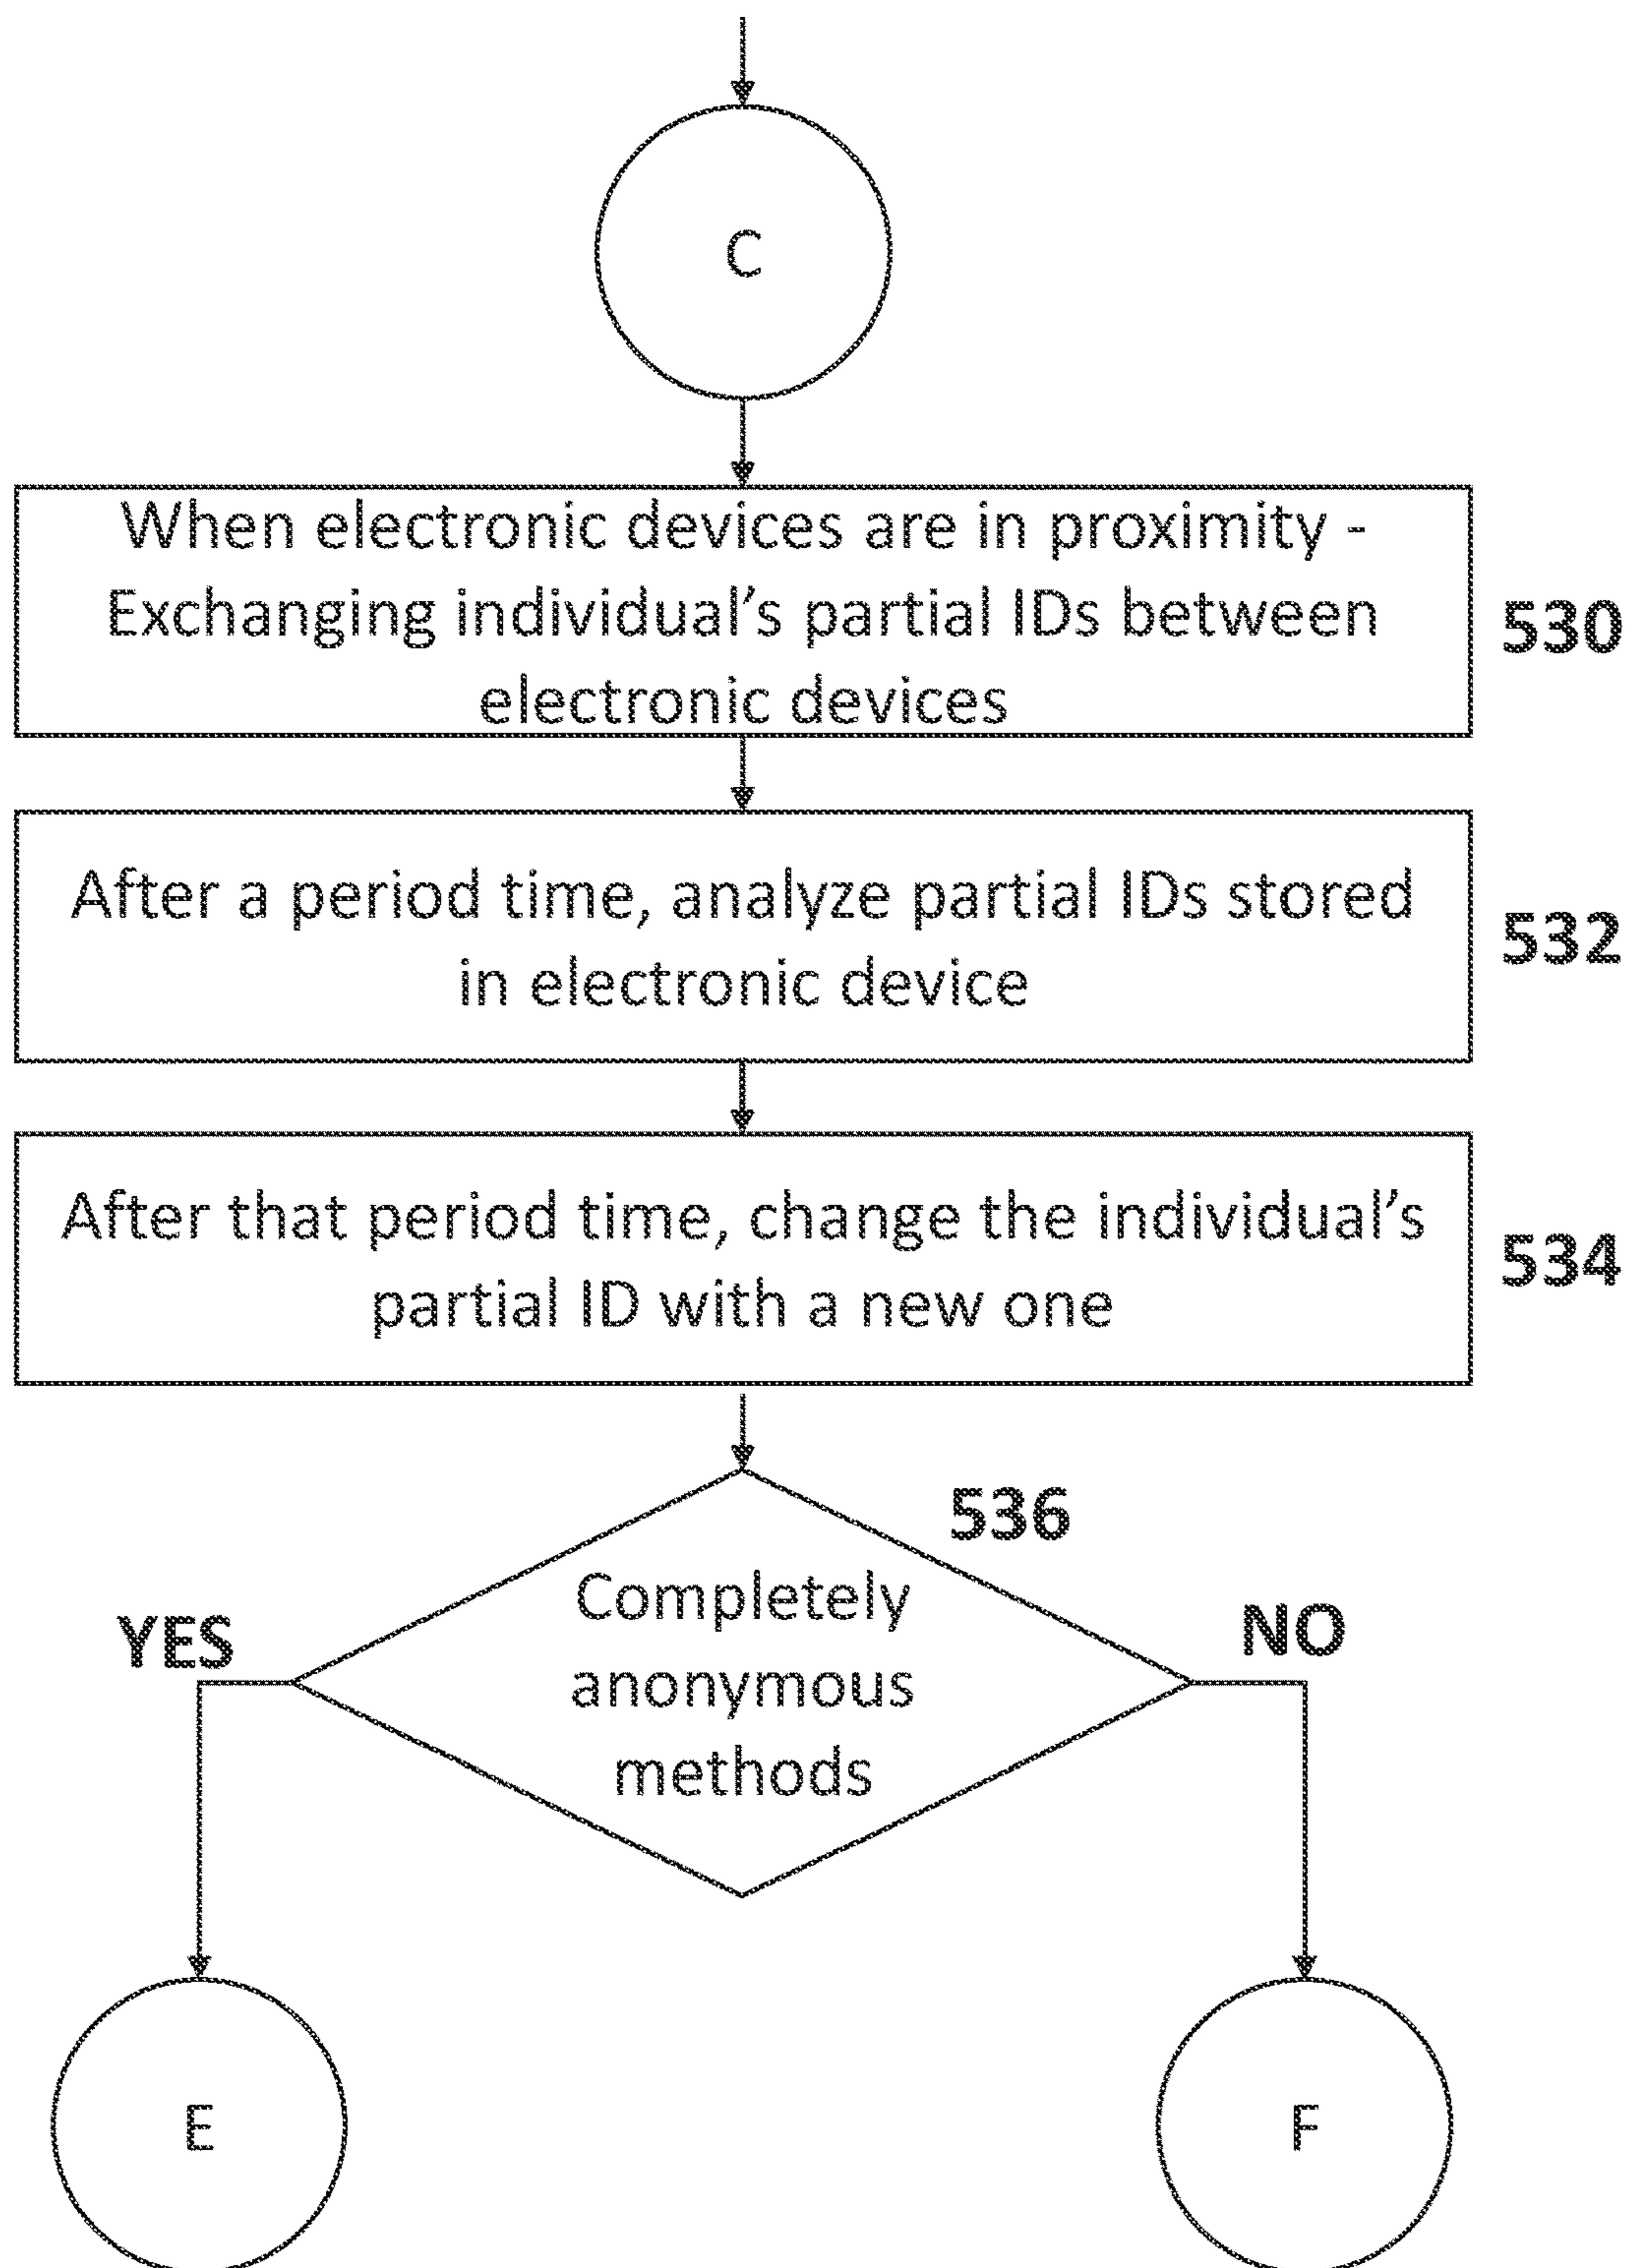 C
When electronic devices are in proximity -
Exchanging individual’s partial IDs between
electronic devices
530
After a period time, analyze partial IDs stored
in electronic device
532
After that period time, change the individual’s
partial ID with a new one
534
536
Completely
anonymous
methods
YES
NO
E
F